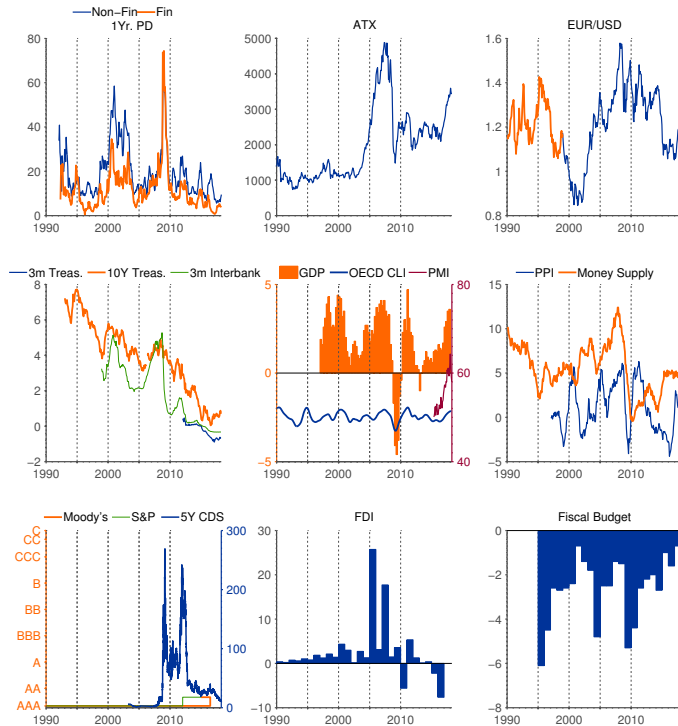 Non-Fin Fin
1Yr. PD
80
60
40
20
0
1990 2000 2010
ATX
5000
4000
3000
2000
1000
0
1990 2000 2010
EUR/USD
1.6
1.4
1.2
1
0.8
1990 2000 2010
3m Treas. 10Y Treas. 3m Interbank
8
6
4
2
0
−2
1990 2000 2010
GDP OECD CLI PMI
5
0
−5
80
60
40
1990 2000 2010
PPI Money Supply
15
10
5
0
−5
1990 2000 2010
Moody's S&P 5Y CDS
C
CC
CCC
B
BB
BBB
A
AA
AAA
300
200
100
0
1990 2000 2010
FDI
30
20
10
0
−10
1990 2000 2010
Fiscal Budget
0
−2
−4
−6
−8
1990 2000 2010